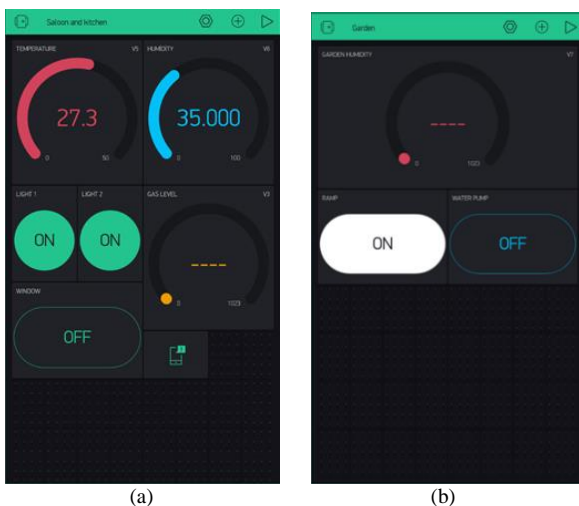 Saloon and kitchen
TEMPERATURE V5
HUMIDITY V6
27.3
35.000
0 50
0 100
LIGHT 1
LIGHT 2
GAS LEVEL V3
ON
ON
----
0 1023
WINDOW
OFF
(a)
Garden
GARDEN HUMIDITY V7
----
0 1023
RAMP
WATER PUMP
ON
OFF
(b)